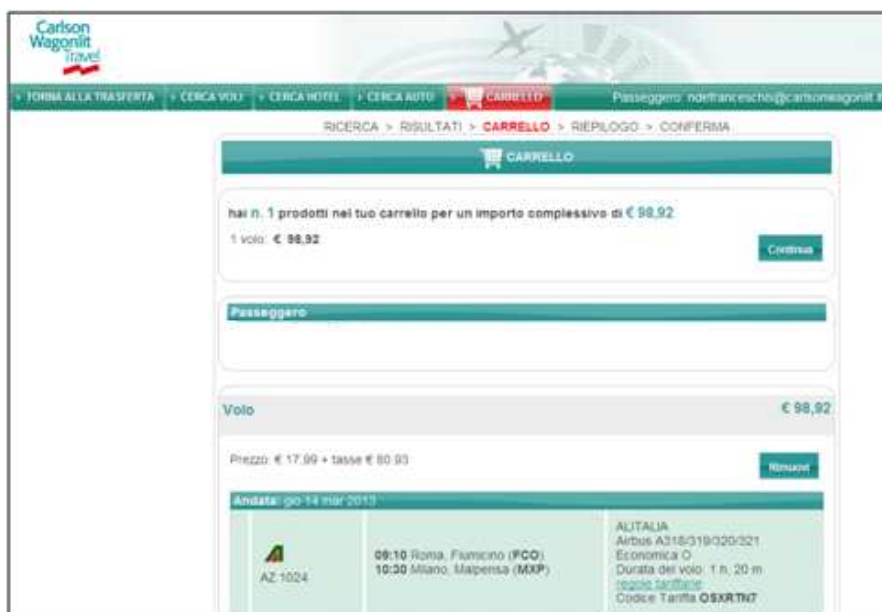 Carlson
Wagonlit
Travel
TORNA ALLA TRASFERTA CERCA VOLI CERCA HOTEL CERCA AUTO CARRELLO Passeggero:
RICERCA > RISULTATI > CARRELLO > RIEPILOGO > CONFERMA
CARRELLO
hai n. 1 prodotti nel tuo carrello per un importo complessivo di € 98,92
1 volo: € 98,92
Continua
Passeggero
Volo € 98,92
Prezzo: € 17,99 + tasse € 80,93
Rimuovi
Andata: gio 14 mar 2013
AZ 1024
09:10 Roma, Fiumicino (FCO)
10:30 Milano, Malpensa (MXP)
ALITALIA
Airbus A318/319/320/321
Economica O
Durata del volo: 1 h, 20 m
regole tariffarie
Codice Tariffa OSXRTN7